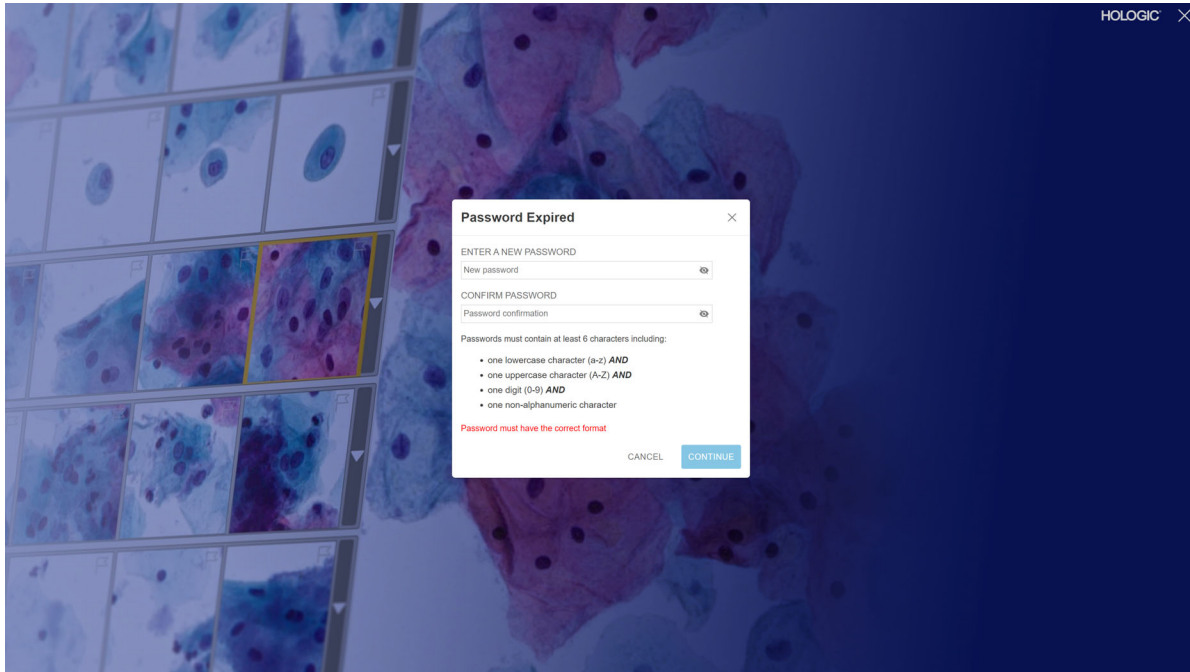 HOLOGIC
Password Expired
ENTER A NEW PASSWORD
New password
CONFIRM PASSWORD
Password confirmation
Passwords must contain at least 6 characters including:
• one lowercase character (a-z) AND
• one uppercase character (A-Z) AND
• one digit (0-9) AND
• one non-alphanumeric character
Password must have the correct format
CANCEL CONTINUE